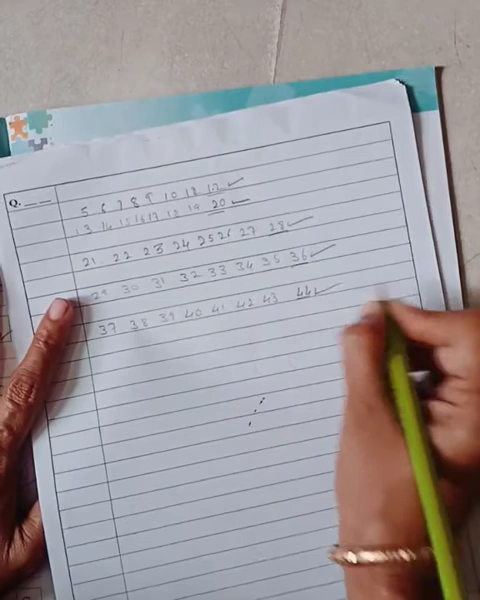 Q. __ __
5 6 7 8 9 10 11 12 ✓
13 14 15 16 17 18 19 20 ✓
21 22 23 24 25 26 27 28 ✓
29 30 31 32 33 34 35 36 ✓
37 38 39 40 41 42 43 44 ✓